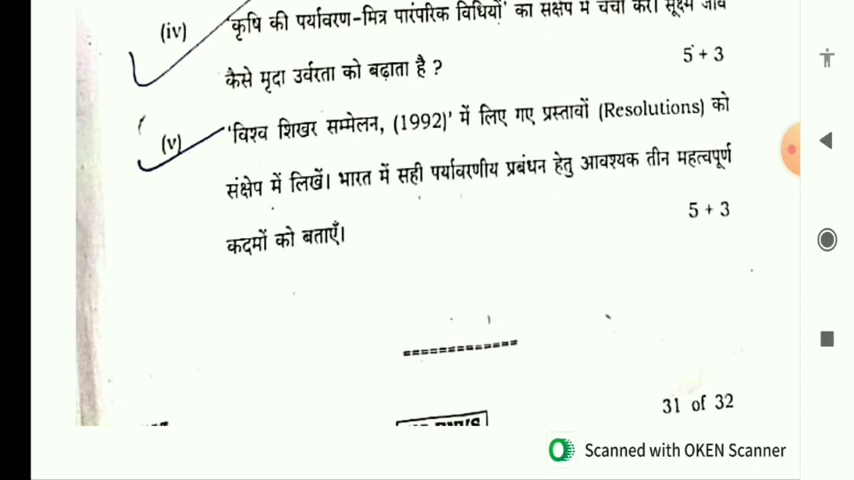 (iv) 'कृषि की पर्यावरण-मित्र पारंपरिक विधियों' का संक्षेप में चर्चा करें। सूक्ष्म जीव
कैसे मृदा उर्वरता को बढ़ाता है ? 5 + 3
(v) 'विश्व शिखर सम्मेलन, (1992)' में लिए गए प्रस्तावों (Resolutions) को
संक्षेप में लिखें। भारत में सही पर्यावरणीय प्रबंधन हेतु आवश्यक तीन महत्वपूर्ण
कदमों को बताएँ। 5 + 3
=============
31 of 32
Scanned with OKEN Scanner